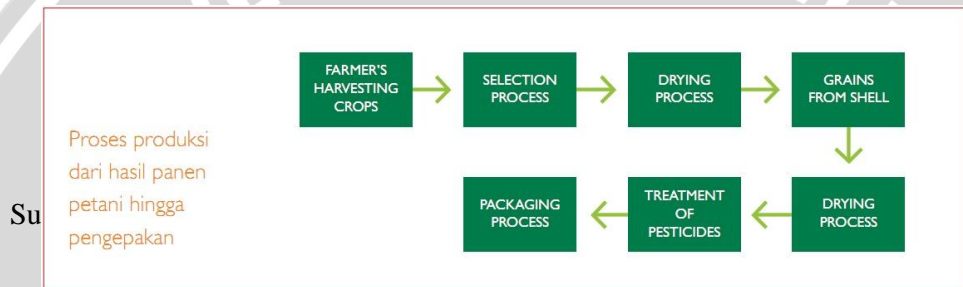 FARMER'S
HARVESTING
CROPS
SELECTION
PROCESS
DRYING
PROCESS
GRAINS
FROM SHELL
Proses produksi
dari hasil panen
petani hingga
pengepakan
PACKAGING
PROCESS
TREATMENT
OF
PESTICIDES
DRYING
PROCESS
Su